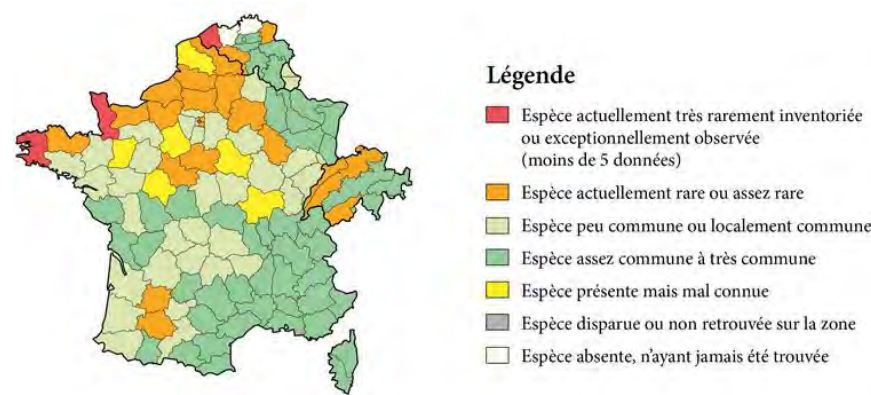 Légende
Espèce actuellement très rarement inventoriée
ou exceptionnellement observée
(moins de 5 données)
Espèce actuellement rare ou assez rare
Espèce peu commune ou localement commune
Espèce assez commune à très commune
Espèce présente mais mal connue
Espèce disparue ou non retrouvée sur la zone
Espèce absente, n'ayant jamais été trouvée